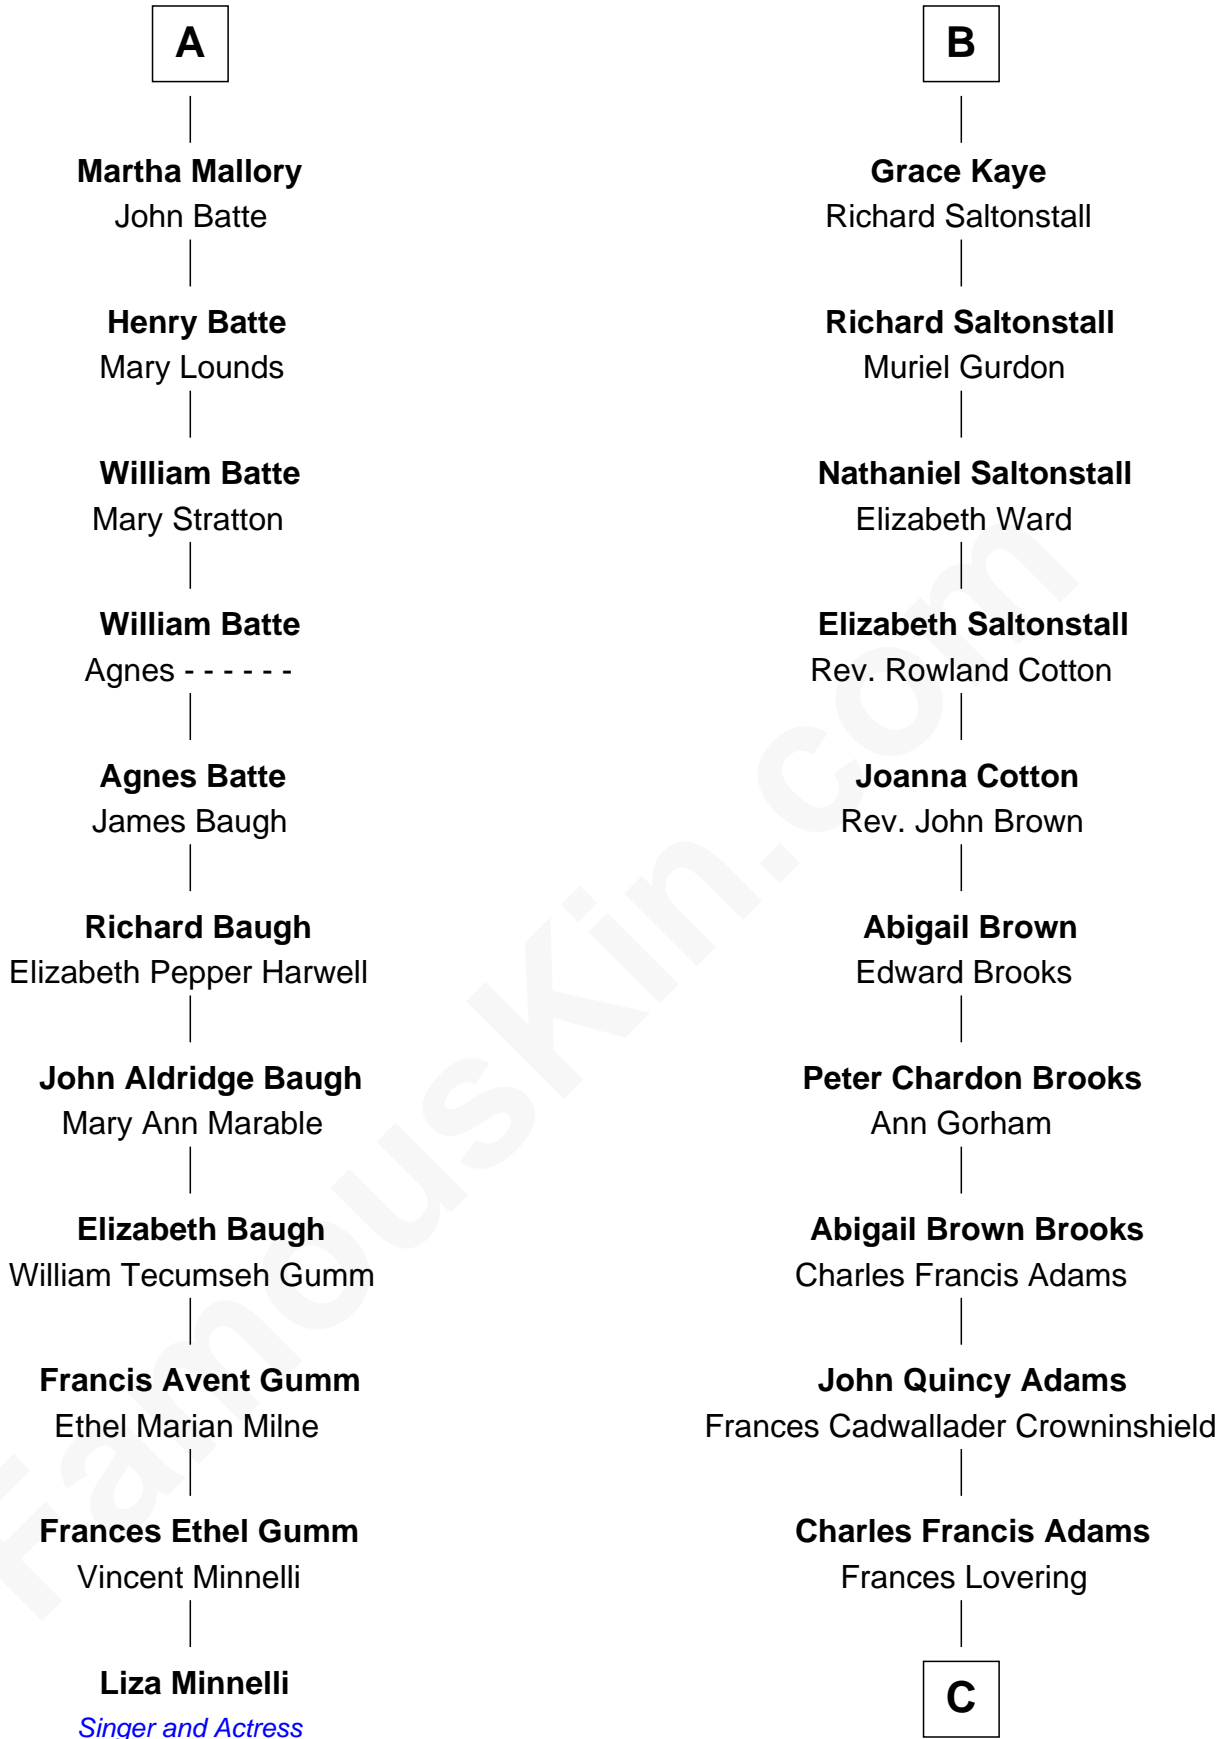 A
Martha Mallory
John Batte
Henry Batte
Mary Lounds
William Batte
Mary Stratton
William Batte
Agnes - - - - - -
Agnes Batte
James Baugh
Richard Baugh
Elizabeth Pepper Harwell
John Aldridge Baugh
Mary Ann Marable
Elizabeth Baugh
William Tecumseh Gumm
Francis Avent Gumm
Ethel Marian Milne
Frances Ethel Gumm
Vincent Minnelli
Liza Minnelli
Singer and Actress
B
Grace Kaye
Richard Saltonstall
Richard Saltonstall
Muriel Gurdon
Nathaniel Saltonstall
Elizabeth Ward
Elizabeth Saltonstall
Rev. Rowland Cotton
Joanna Cotton
Rev. John Brown
Abigail Brown
Edward Brooks
Peter Chardon Brooks
Ann Gorham
Abigail Brown Brooks
Charles Francis Adams
John Quincy Adams
Frances Cadwallader Crowninshield
Charles Francis Adams
Frances Lovering
C
FamousKin.com